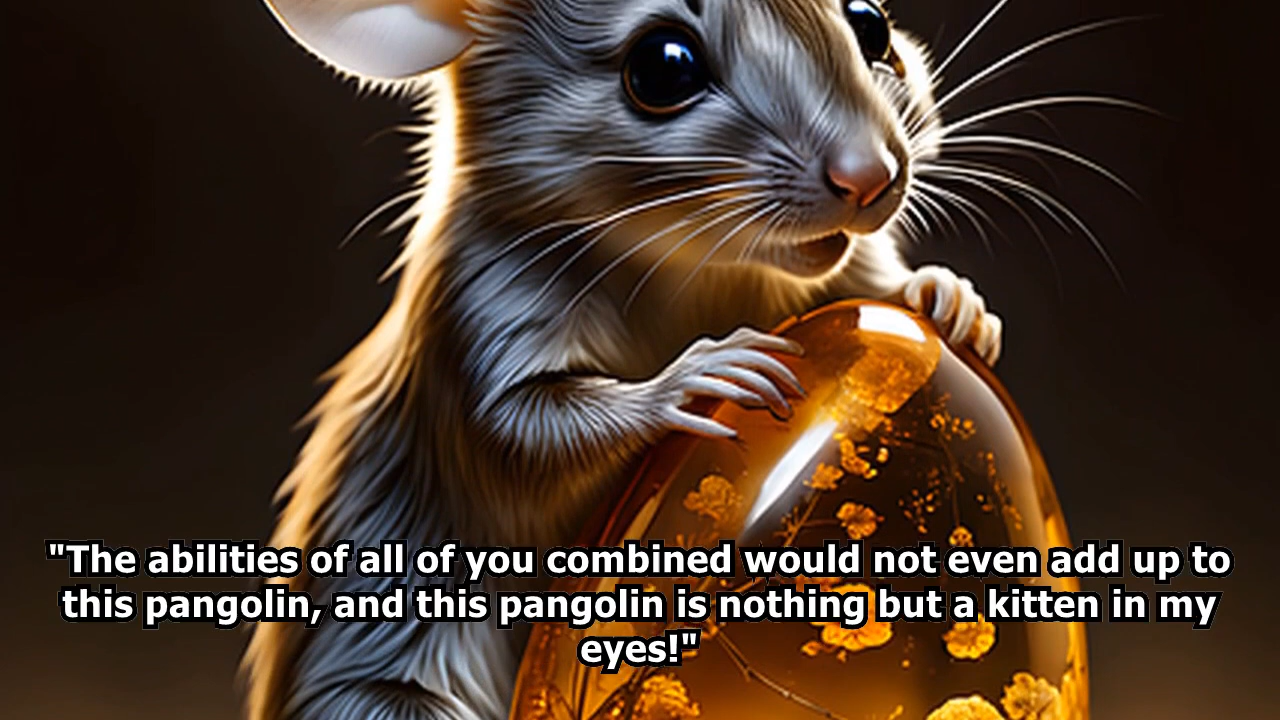 "The abilities of all of you combined would not even add up to
this pangolin, and this pangolin is nothing but a kitten in my
eyes!"